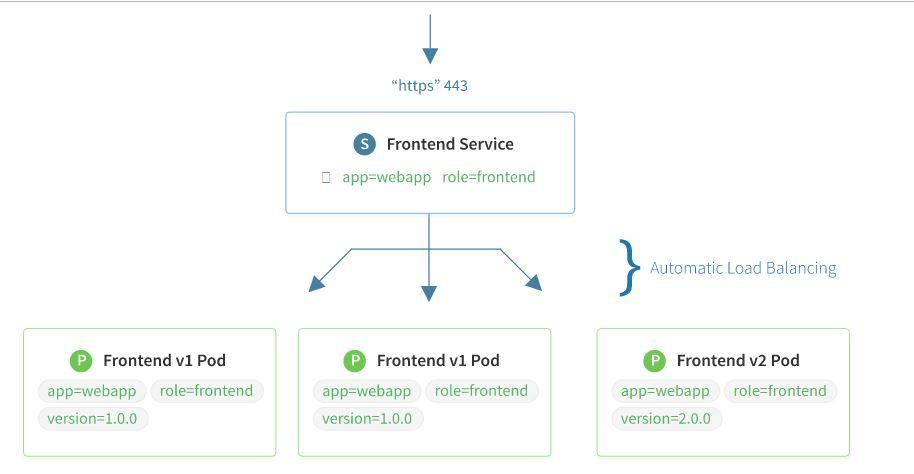 “https” 443
S Frontend Service
app=webapp role=frontend
Automatic Load Balancing
P Frontend v1 Pod
app=webapp role=frontend
version=1.0.0
P Frontend v1 Pod
app=webapp role=frontend
version=1.0.0
P Frontend v2 Pod
app=webapp role=frontend
version=2.0.0